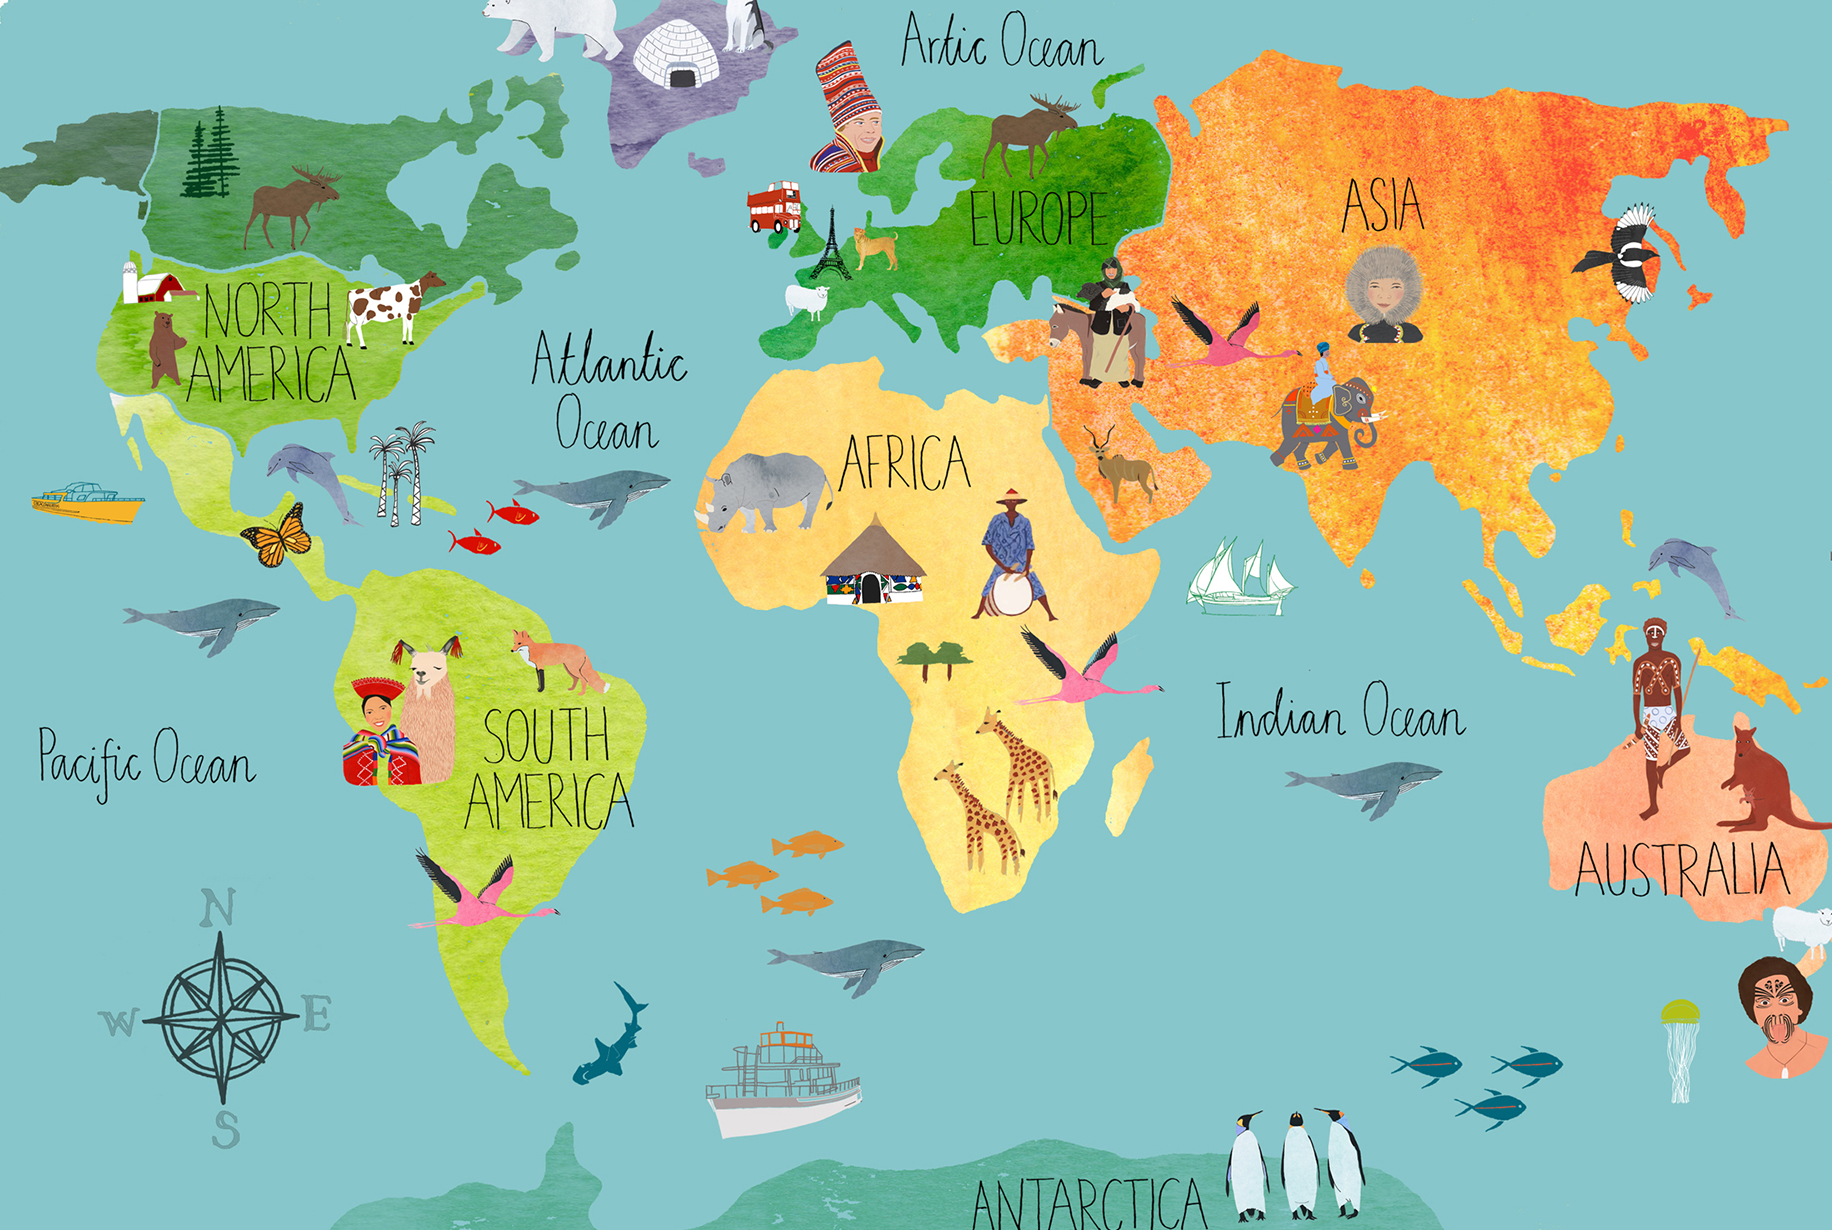 Artic Ocean
EUROPE
ASIA
NORTH
AMERICA
Atlantic
Ocean
AFRICA
Pacific Ocean
SOUTH
AMERICA
Indian Ocean
AUSTRALIA
N
W
E
S
ANTARCTICA